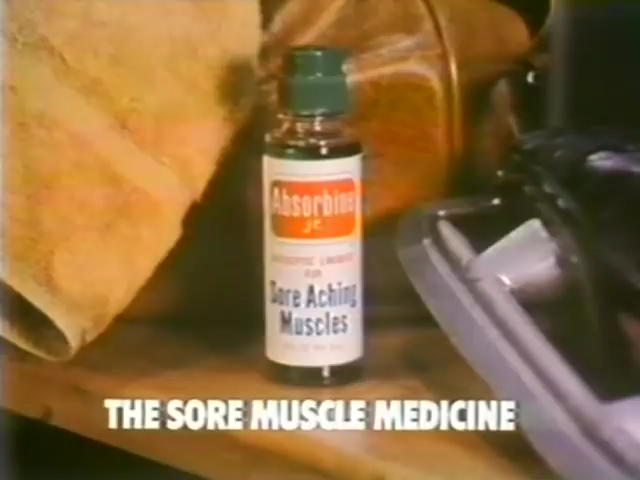 Absorbine
Jr.
ANTISEPTIC LINIMENT
FOR
Sore Aching
Muscles
THE SORE MUSCLE MEDICINE